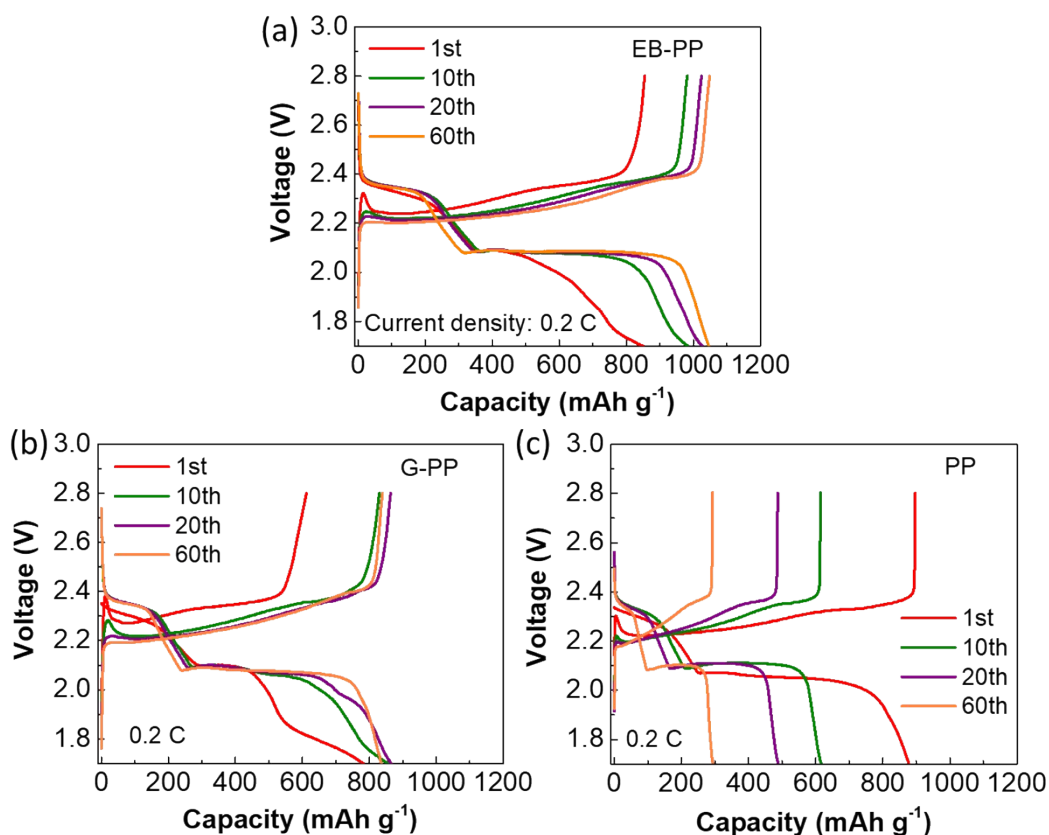 (a)
3.0
2.8
2.6
2.4
2.2
2.0
1.8
Voltage (V)
1st
10th
20th
60th
EB-PP
Current density: 0.2 C
0 200 400 600 800 1000 1200
Capacity (mAh g⁻¹)
(b)
3.0
2.8
2.6
2.4
2.2
2.0
1.8
Voltage (V)
1st
10th
20th
60th
G-PP
0.2 C
0 200 400 600 800 1000 1200
Capacity (mAh g⁻¹)
(c)
3.0
2.8
2.6
2.4
2.2
2.0
1.8
Voltage (V)
PP
1st
10th
20th
60th
0.2 C
0 200 400 600 800 1000 1200
Capacity (mAh g⁻¹)